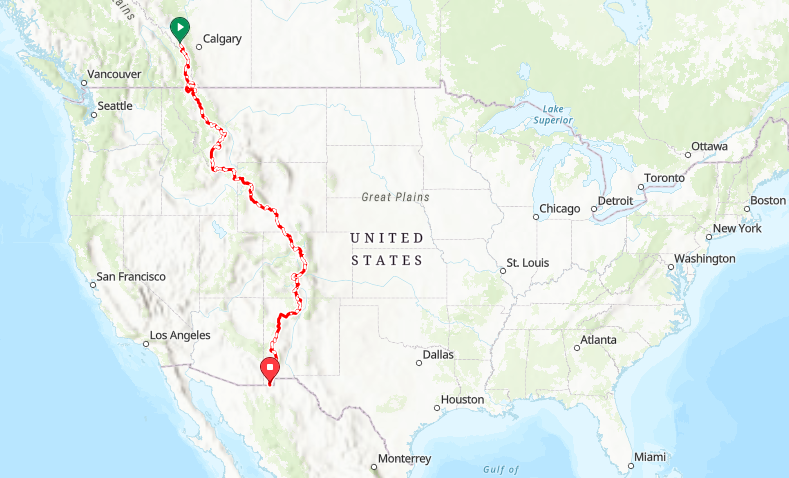 tains
Calgary
Vancouver
Seattle
Lake
Superior
Ottawa
Toronto
Great Plains
Chicago
Detroit
Boston
New York
UNITED
STATES
St. Louis
Washington
San Francisco
Los Angeles
Atlanta
Dallas
Houston
Monterrey
Miami
Gulf of